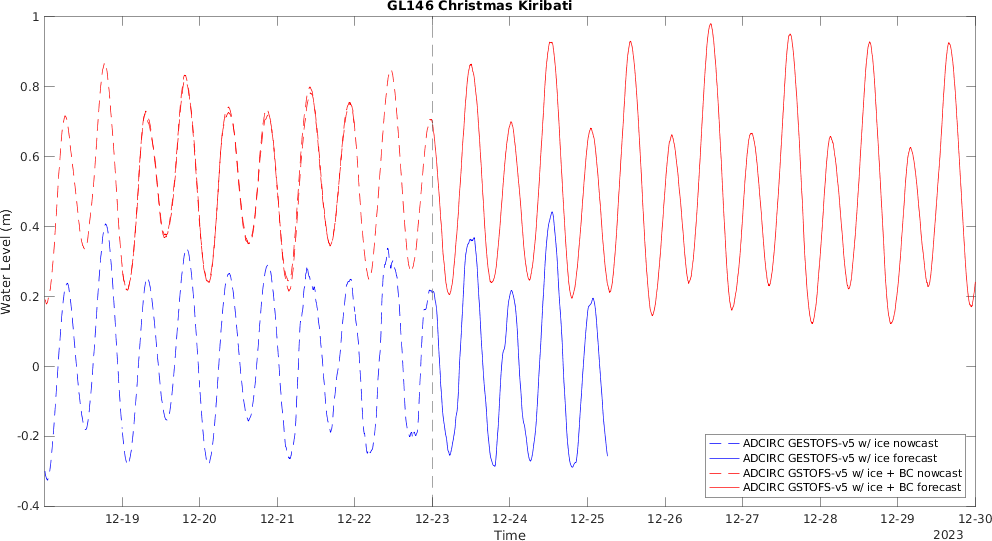 GL146 Christmas Kiribati
Water Level (m)
1
0.8
0.6
0.4
0.2
0
-0.2
-0.4
ADCIRC GESTOFS-v5 w/ ice nowcast
ADCIRC GESTOFS-v5 w/ ice forecast
ADCIRC GSTOFS-v5 w/ ice + BC nowcast
ADCIRC GSTOFS-v5 w/ ice + BC forecast
12-19 12-20 12-21 12-22 12-23 12-24 12-25 12-26 12-27 12-28 12-29 12-30
Time
2023